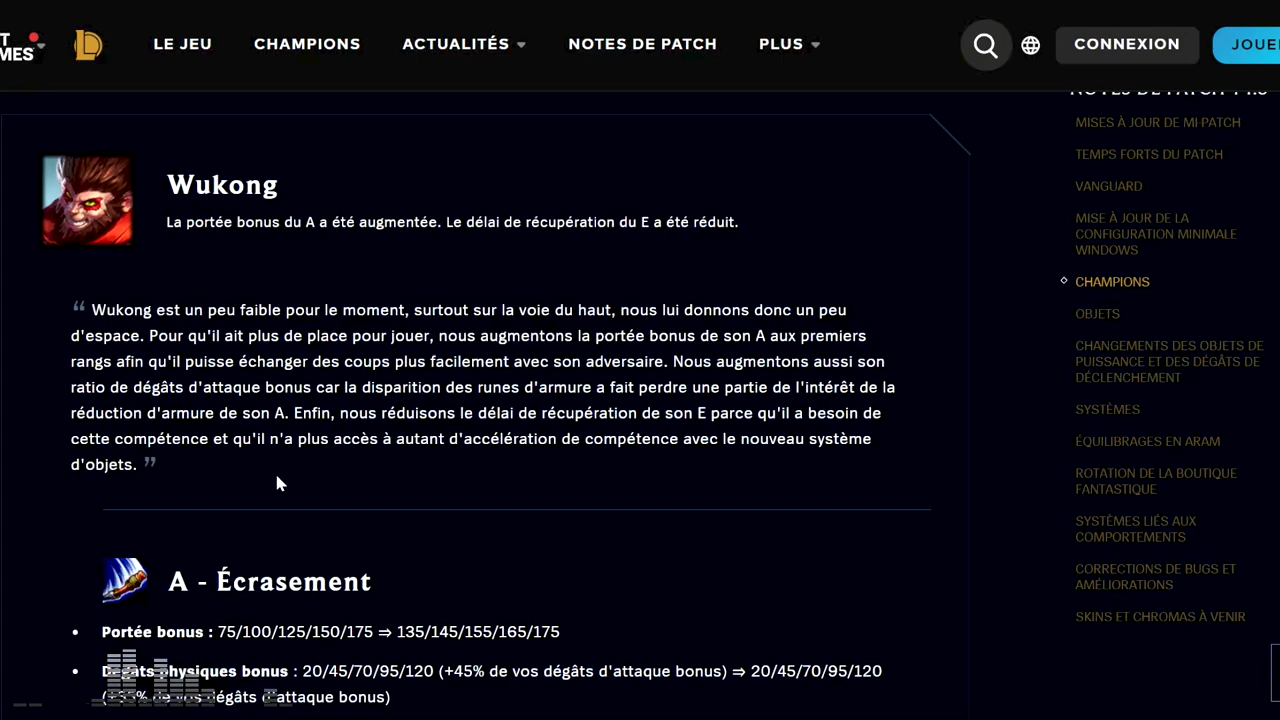 LE JEU
CHAMPIONS
ACTUALITÉS
NOTES DE PATCH
PLUS
CONNEXION
Wukong
La portée bonus du A a été augmentée. Le délai de récupération du E a été réduit.
“ Wukong est un peu faible pour le moment, surtout sur la voie du haut, nous lui donnons donc un peu
d'espace. Pour qu'il ait plus de place pour jouer, nous augmentons la portée bonus de son A aux premiers
rangs afin qu'il puisse échanger des coups plus facilement avec son adversaire. Nous augmentons aussi son
ratio de dégâts d'attaque bonus car la disparition des runes d'armure a fait perdre une partie de l'intérêt de la
réduction d'armure de son A. Enfin, nous réduisons le délai de récupération de son E parce qu'il a besoin de
cette compétence et qu'il n'a plus accès à autant d'accélération de compétence avec le nouveau système
d'objets. ”
A - Écrasement
• Portée bonus : 75/100/125/150/175 ⇒ 135/145/155/165/175
• Dégâts physiques bonus : 20/45/70/95/120 (+45% de vos dégâts d'attaque bonus) ⇒ 20/45/70/95/120
de vos dégâts d'attaque bonus)
NOTES DE PATCH
MISES À JOUR DE MI-PATCH
TEMPS FORTS DU PATCH
VANGUARD
MISE À JOUR DE LA
CONFIGURATION MINIMALE
WINDOWS
CHAMPIONS
OBJETS
CHANGEMENTS DES OBJETS DE
PUISSANCE ET DES DÉGÂTS DE
DÉCLENCHEMENT
SYSTÈMES
ÉQUILIBRAGES EN ARAM
ROTATION DE LA BOUTIQUE
FANTASTIQUE
SYSTÈMES LIÉS AUX
COMPORTEMENTS
CORRECTIONS DE BUGS ET
AMÉLIORATIONS
SKINS ET CHROMAS À VENIR